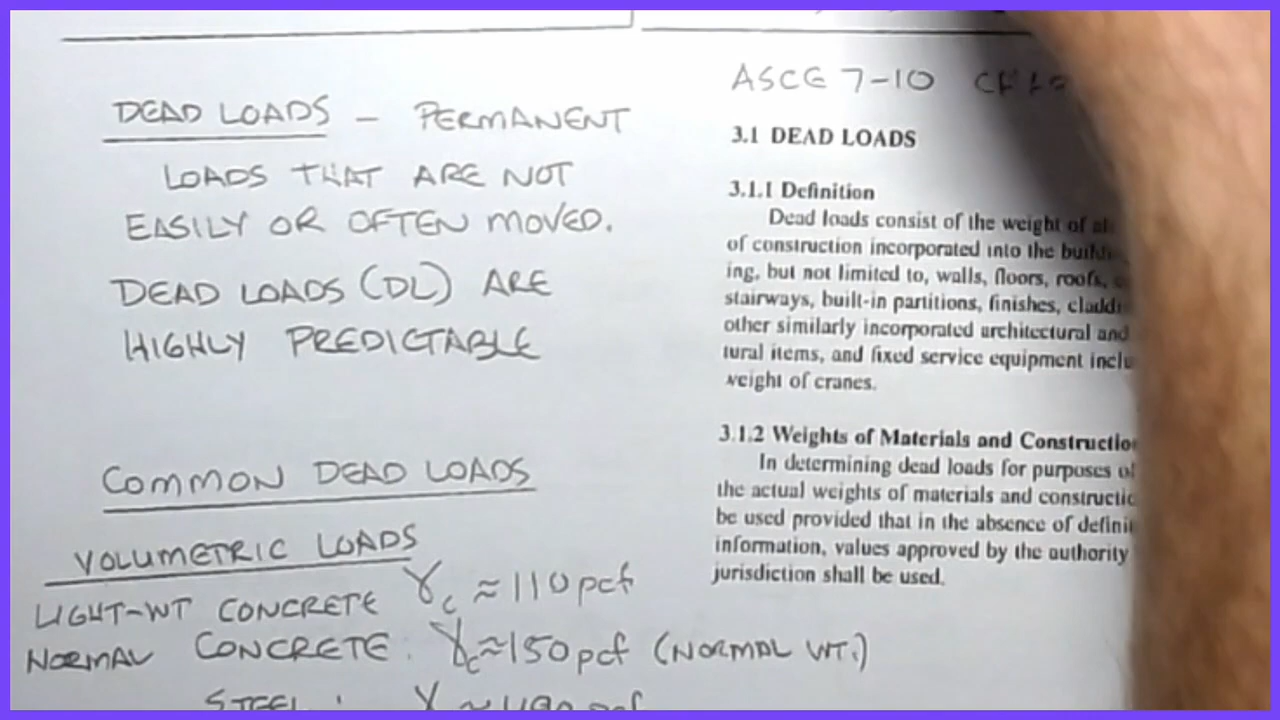 DEAD LOADS - PERMANENT
LOADS THAT ARE NOT
EASILY OR OFTEN MOVED.
DEAD LOADS (DL) ARE
HIGHLY PREDICTABLE
COMMON DEAD LOADS
VOLUMETRIC LOADS
LIGHT-WT CONCRETE γc ≈ 110 pcf
NORMAL CONCRETE: γc ≈ 150 pcf (NORMAL WT.)
STEEL: γ ≈ 490 pcf
ASCE 7-10
3.1 DEAD LOADS
3.1.1 Definition
Dead loads consist of the weight of
of construction incorporated into the
ing, but not limited to, walls, floors, roofs,
stairways, built-in partitions, finishes,
other similarly incorporated architectural and
tural items, and fixed service equipment
weight of cranes.
3.1.2 Weights of Materials and
In determining dead loads for purposes
the actual weights of materials and
be used provided that in the absence of
information, values approved by the authority
jurisdiction shall be used.